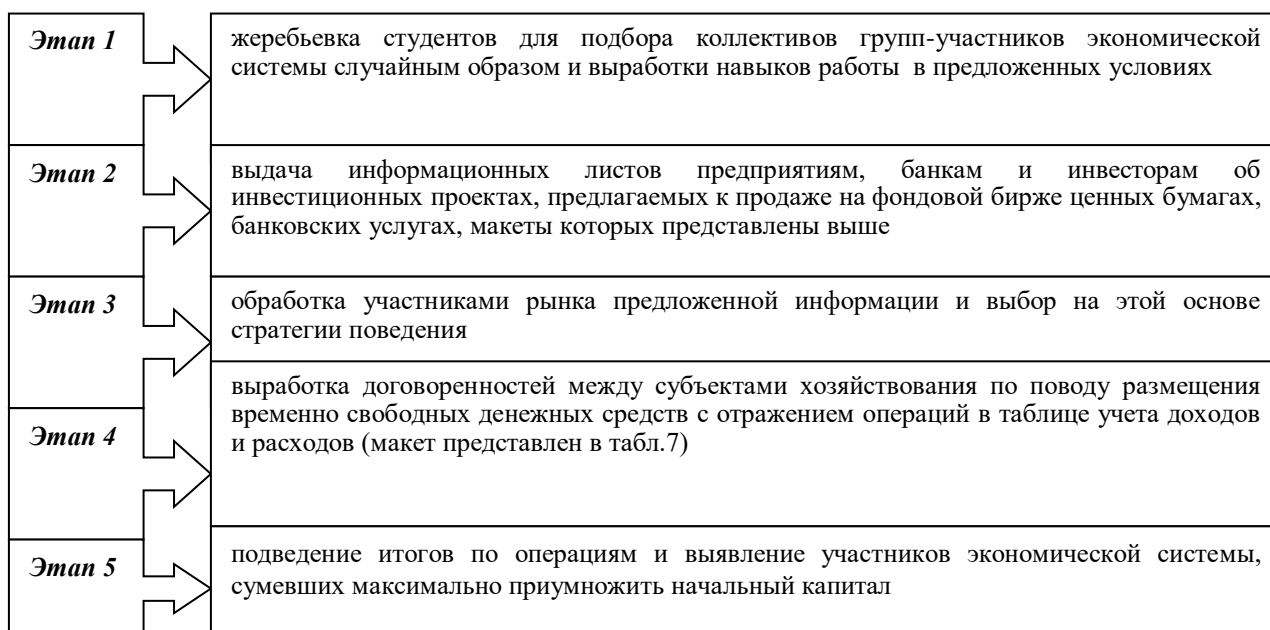 Этап 1
жеребьевка студентов для подбора коллективов групп-участников экономической
системы случайным образом и выработки навыков работы в предложенных условиях
Этап 2
выдача информационных листов предприятиям, банкам и инвесторам об
инвестиционных проектах, предлагаемых к продаже на фондовой бирже ценных бумагах,
банковских услугах, макеты которых представлены выше
Этап 3
обработка участниками рынка предложенной информации и выбор на этой основе
стратегии поведения
Этап 4
выработка договоренностей между субъектами хозяйствования по поводу размещения
временно свободных денежных средств с отражением операций в таблице учета доходов
и расходов (макет представлен в табл.7)
Этап 5
подведение итогов по операциям и выявление участников экономической системы,
сумевших максимально приумножить начальный капитал